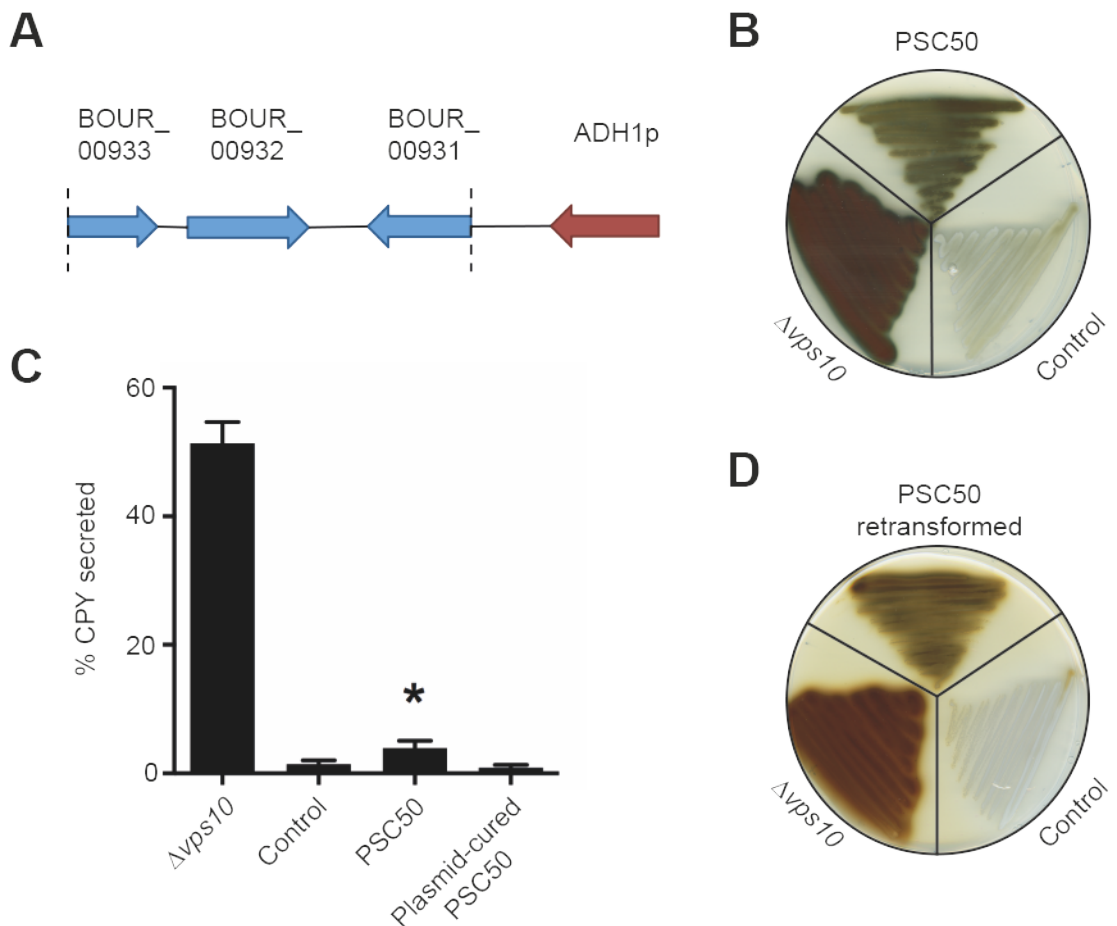 A
BOUR_
00933
BOUR_
00932
BOUR_
00931
ADH1p
B
PSC50
Δvps10
Control
C
% CPY secreted
60
40
20
0
*
Δvps10
Control
PSC50
Plasmid-cured
PSC50
D
PSC50
retransformed
Δvps10
Control